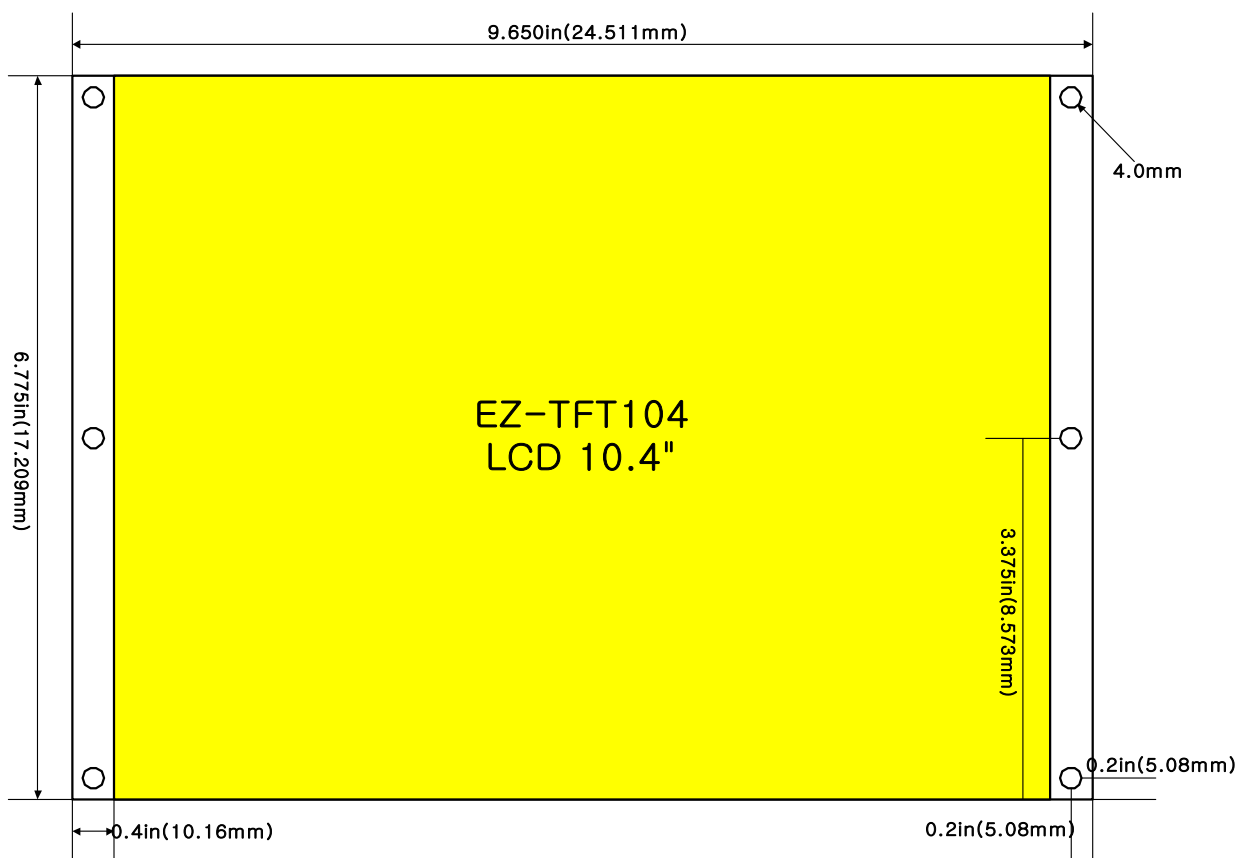 9.650in(24.511mm)
4.0mm
6.775in(17.209mm)
EZ-TFT104
LCD 10.4"
3.375in(8.573mm)
0.2in(5.08mm)
0.4in(10.16mm)
0.2in(5.08mm)